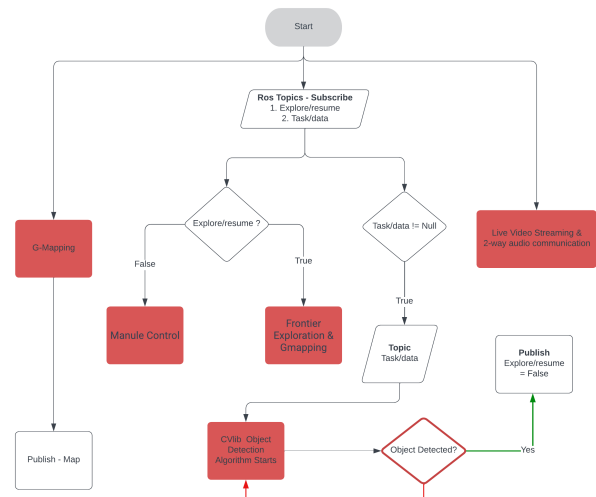 Start
Ros Topics - Subscribe
1. Explore/resume
2. Task/data
Explore/resume ?
Task/data != Null
G-Mapping
Live Video Streaming &
2-way audio communication
False
True
True
Manule Control
Frontier
Exploration &
Gmapping
Topic
Task/data
Publish
Explore/resume
= False
Publish - Map
CVlib Object
Detection
Algorithm Starts
Object Detected?
Yes